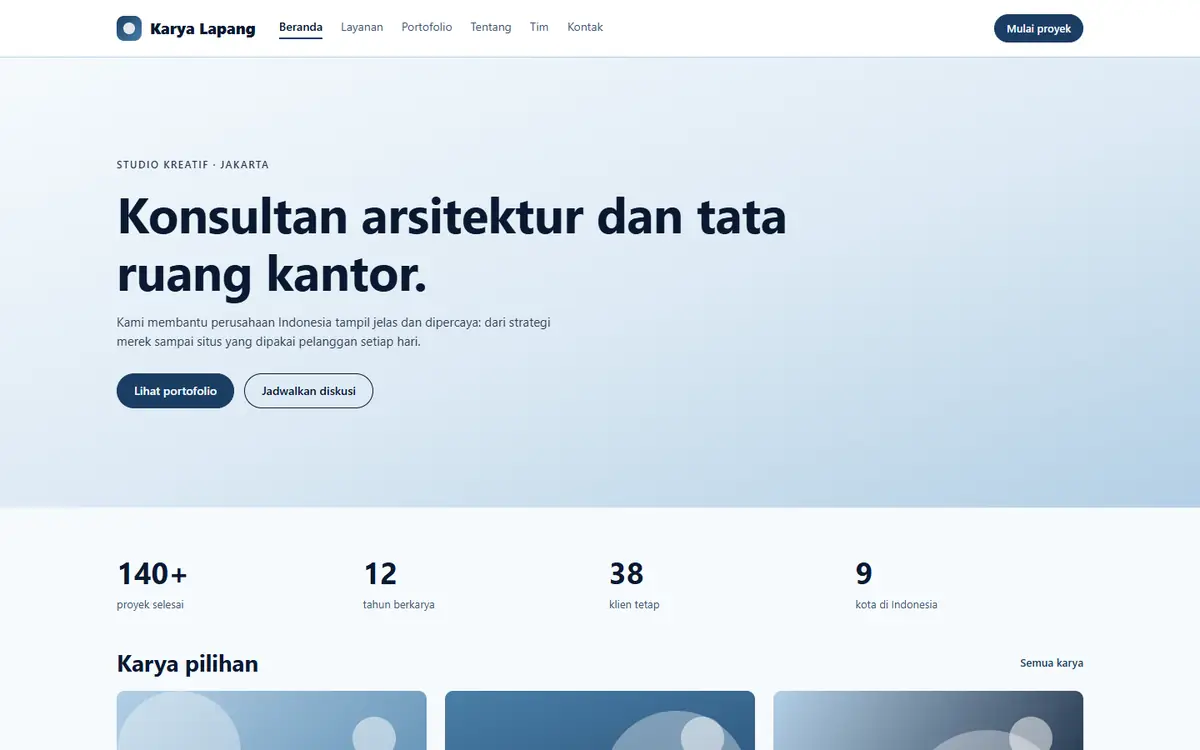 Karya Lapang
Beranda
Layanan
Portofolio
Tentang
Tim
Kontak
Mulai proyek
STUDIO KREATIF · JAKARTA
Konsultan arsitektur dan tata
ruang kantor.
Kami membantu perusahaan Indonesia tampil jelas dan dipercaya: dari strategi
merek sampai situs yang dipakai pelanggan setiap hari.
Lihat portofolio
Jadwalkan diskusi
140+
proyek selesai
12
tahun berkarya
38
klien tetap
9
kota di Indonesia
Karya pilihan
Semua karya